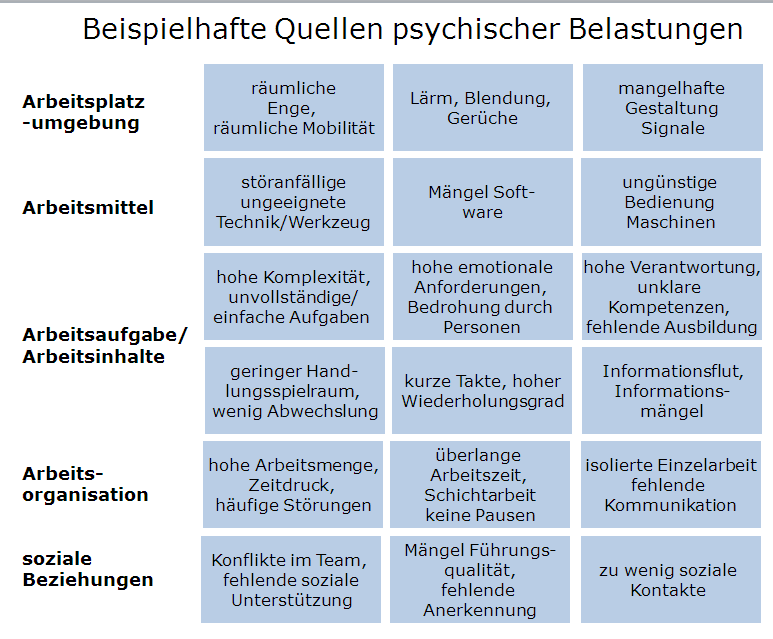 Beispielhafte Quellen psychischer Belastungen
Arbeitsplatz
-umgebung
räumliche
Enge,
räumliche Mobilität
Lärm, Blendung,
Gerüche
mangelhafte
Gestaltung
Signale
Arbeitsmittel
störanfällige
ungeeignete
Technik/Werkzeug
Mängel Soft-
ware
ungünstige
Bedienung
Maschinen
Arbeitsaufgabe/
Arbeitsinhalte
hohe Komplexität,
unvollständige/
einfache Aufgaben
hohe emotionale
Anforderungen,
Bedrohung durch
Personen
hohe Verantwortung,
unklare
Kompetenzen,
fehlende Ausbildung
geringer Hand-
lungsspielraum,
wenig Abwechslung
kurze Takte, hoher
Wiederholungsgrad
Informationsflut,
Informations-
mängel
Arbeits-
organisation
hohe Arbeitsmenge,
Zeitdruck,
häufige Störungen
überlange
Arbeitszeit,
Schichtarbeit
keine Pausen
isolierte Einzelarbeit
fehlende
Kommunikation
soziale
Beziehungen
Konflikte im Team,
fehlende soziale
Unterstützung
Mängel Führungs-
qualität,
fehlende
Anerkennung
zu wenig soziale
Kontakte